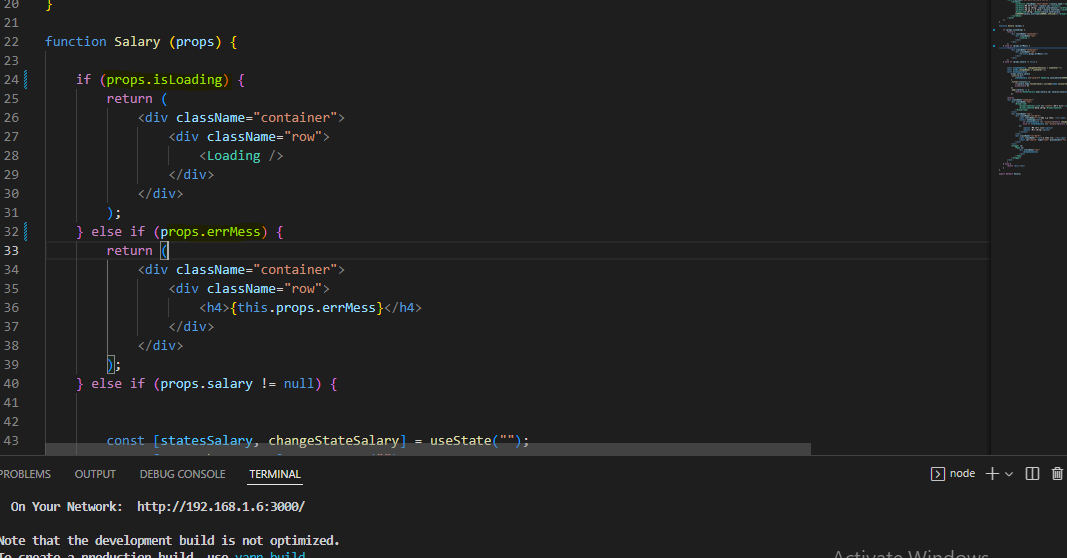 20 }
21
22 function Salary (props) {
23
24 if (props.isLoading) {
25 return (
26 <div className="container">
27 <div className="row">
28 <Loading />
29 </div>
30 </div>
31 );
32 } else if (props.errMess) {
33 return (
34 <div className="container">
35 <div className="row">
36 <h4>{this.props.errMess}</h4>
37 </div>
38 </div>
39 );
40 } else if (props.salary != null) {
41
42
43 const [statesSalary, changeStateSalary] = useState("");
PROBLEMS OUTPUT DEBUG CONSOLE TERMINAL node
On Your Network: http://192.168.1.6:3000/
Note that the development build is not optimized.
To create a production build, use yarn build
Activate Windows